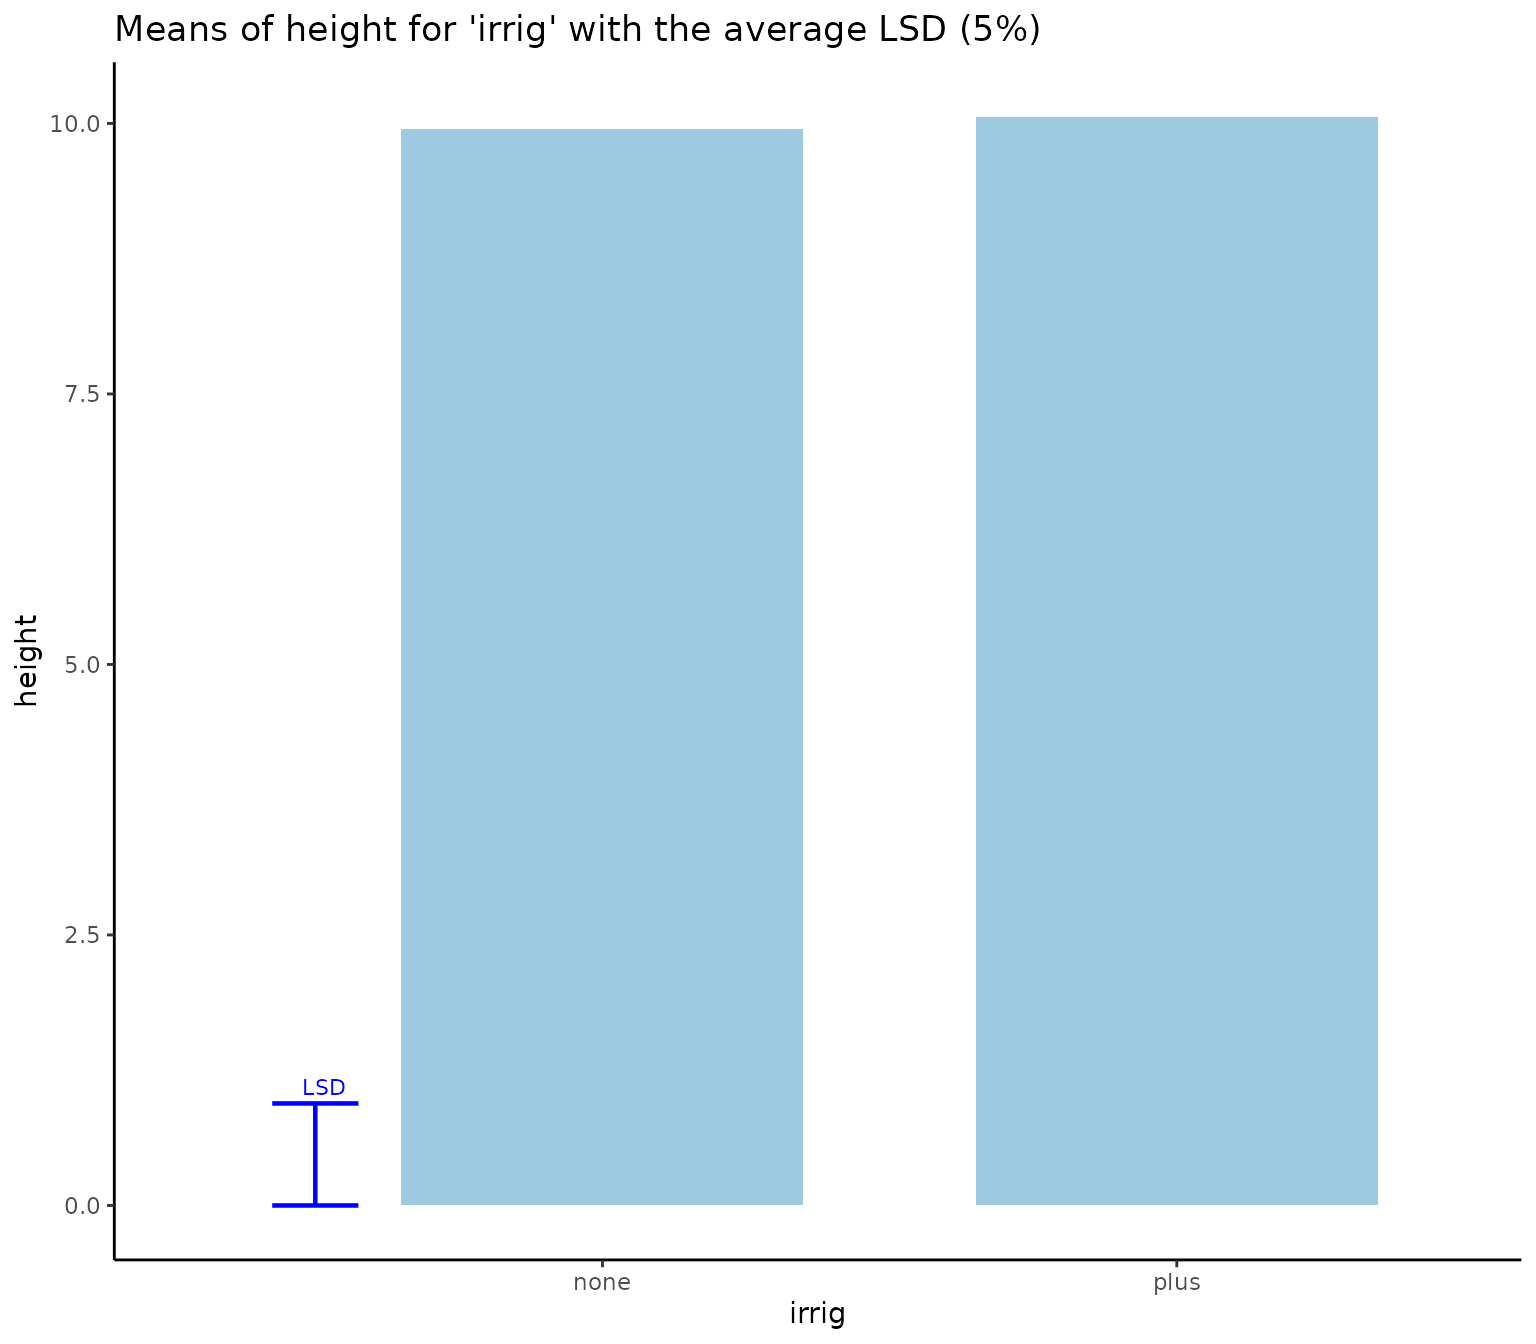 Means of height for 'irrig' with the average LSD (5%)
10.0
7.5
5.0
2.5
0.0
height
LSD
none
plus
irrig